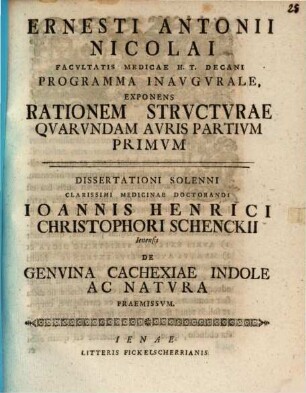 25
ERNESTI ANTONII
NICOLAI
FACVLTATIS MEDICAE H. T. DECANI
PROGRAMMA INAVGVRALE,
EXPONENS
RATIONEM STRVCTVRAE
QVARVNDAM AVRIS PARTIVM
PRIMVM
DISSERTATIONI SOLENNI
CLARISSIMI MEDICINAE DOCTORANDI
IOANNIS HENRICI
CHRISTOPHORI SCHENCKII
Ienensis
DE
GENVINA CACHEXIAE INDOLE
AC NATVRA
PRAEMISSVM.
IENAE
LITTERIS FICKELSCHERRIANIS